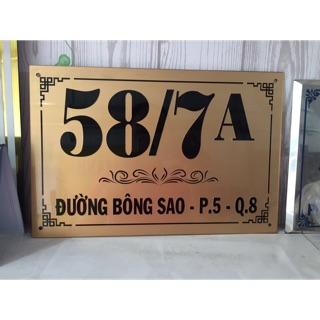 58/7A
ĐƯỜNG BÔNG SAO - P.5 - Q.8